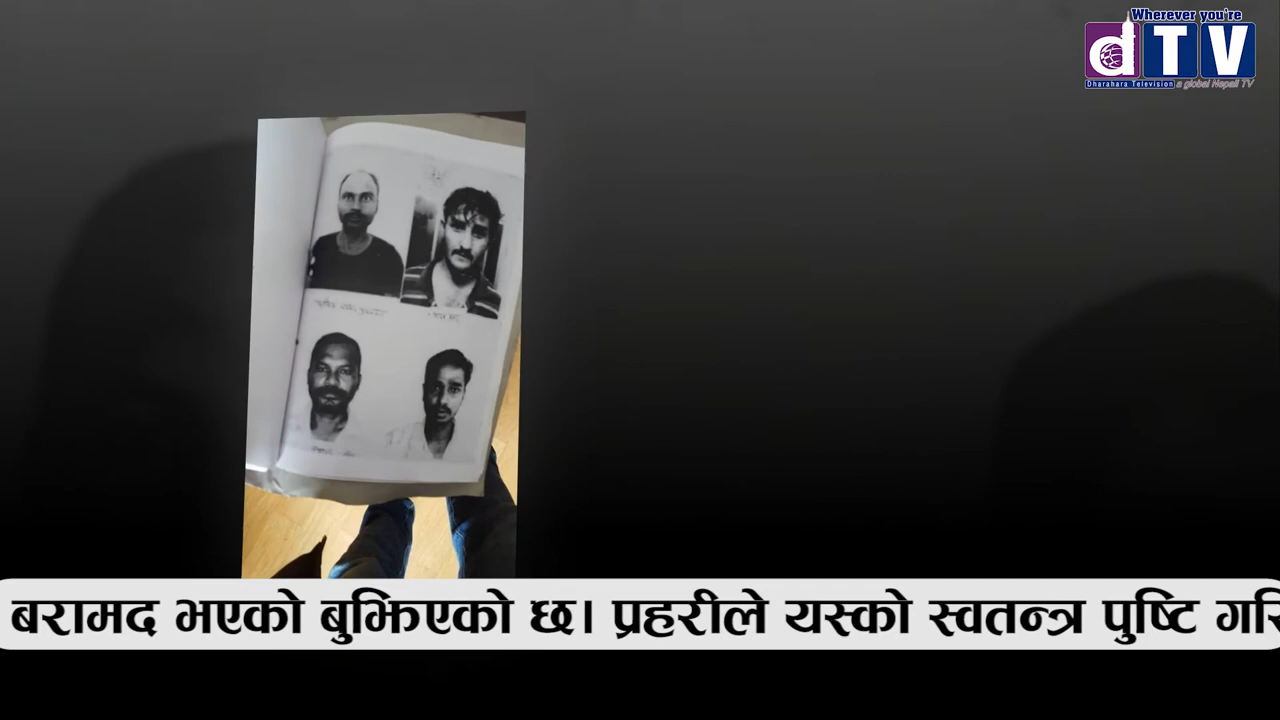 Wherever you're
dTV
Dharahara Television a global Nepali TV
बरामद भएको बुझिएको छ। प्रहरीले यस्को स्वतन्त्र पुष्टि गरि